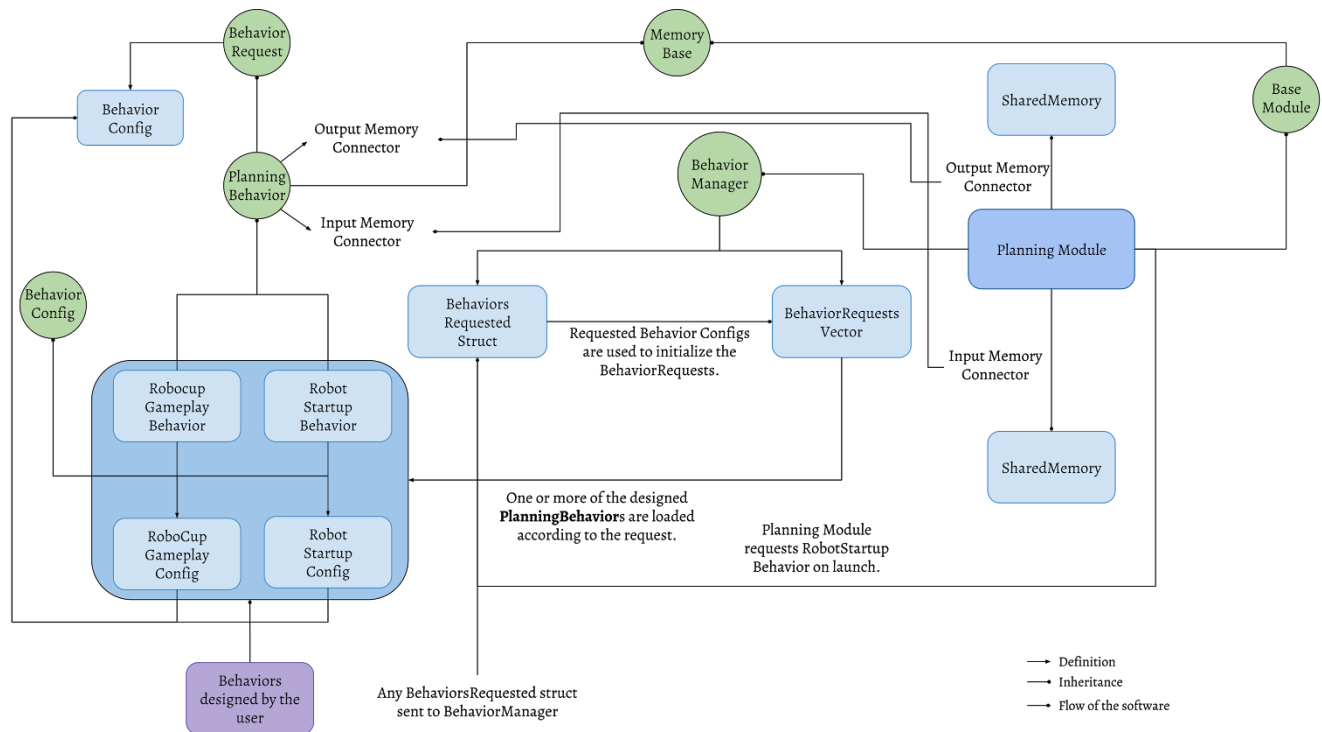 Behavior
Request
Memory
Base
Behavior
Config
SharedMemory
Base
Module
Output Memory
Connector
Planning
Behavior
Behavior
Manager
Output Memory
Connector
Input Memory
Connector
Planning Module
Behavior
Config
Behaviors
Requested
Struct
BehaviorRequests
Vector
Requested Behavior Configs
are used to initialize the
BehaviorRequests.
Input Memory
Connector
Robocup
Gameplay
Behavior
Robot
Startup
Behavior
SharedMemory
One or more of the designed
PlanningBehaviors are loaded
according to the request.
RoboCup
Gameplay
Config
Robot
Startup
Config
Planning Module
requests RobotStartup
Behavior on launch.
Behaviors
designed by the
user
Any BehaviorsRequested struct
sent to BehaviorManager
Definition
Inheritance
Flow of the software